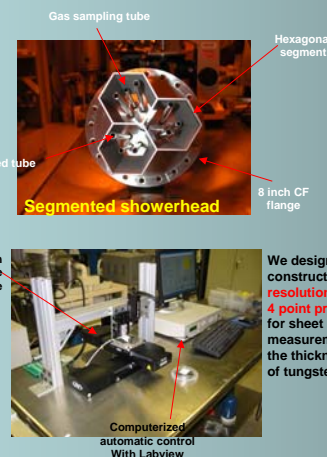 Gas sampling tube
Hexagona
segment
ed tube
8 inch CF
flange
Segmented showerhead
We design
construct
resolution
4 point pr
for sheet
measurem
the thickn
of tungste
Computerized
automatic control
With Labview